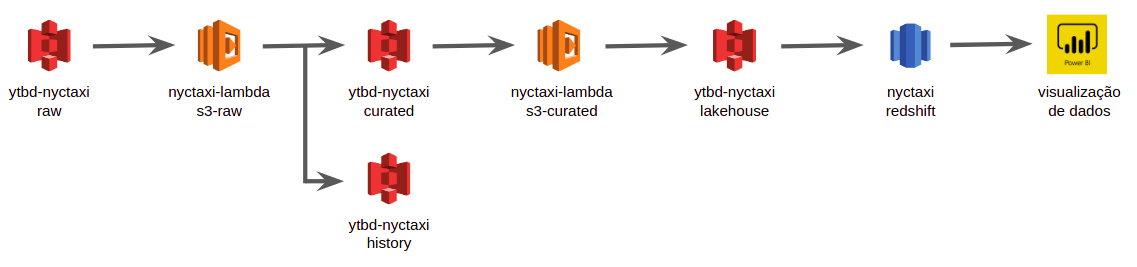 Power BI
ytbd-nyctaxi
raw
nyctaxi-lambda
s3-raw
ytbd-nyctaxi
curated
nyctaxi-lambda
s3-curated
ytbd-nyctaxi
lakehouse
nyctaxi
redshift
visualização
de dados
ytbd-nyctaxi
history